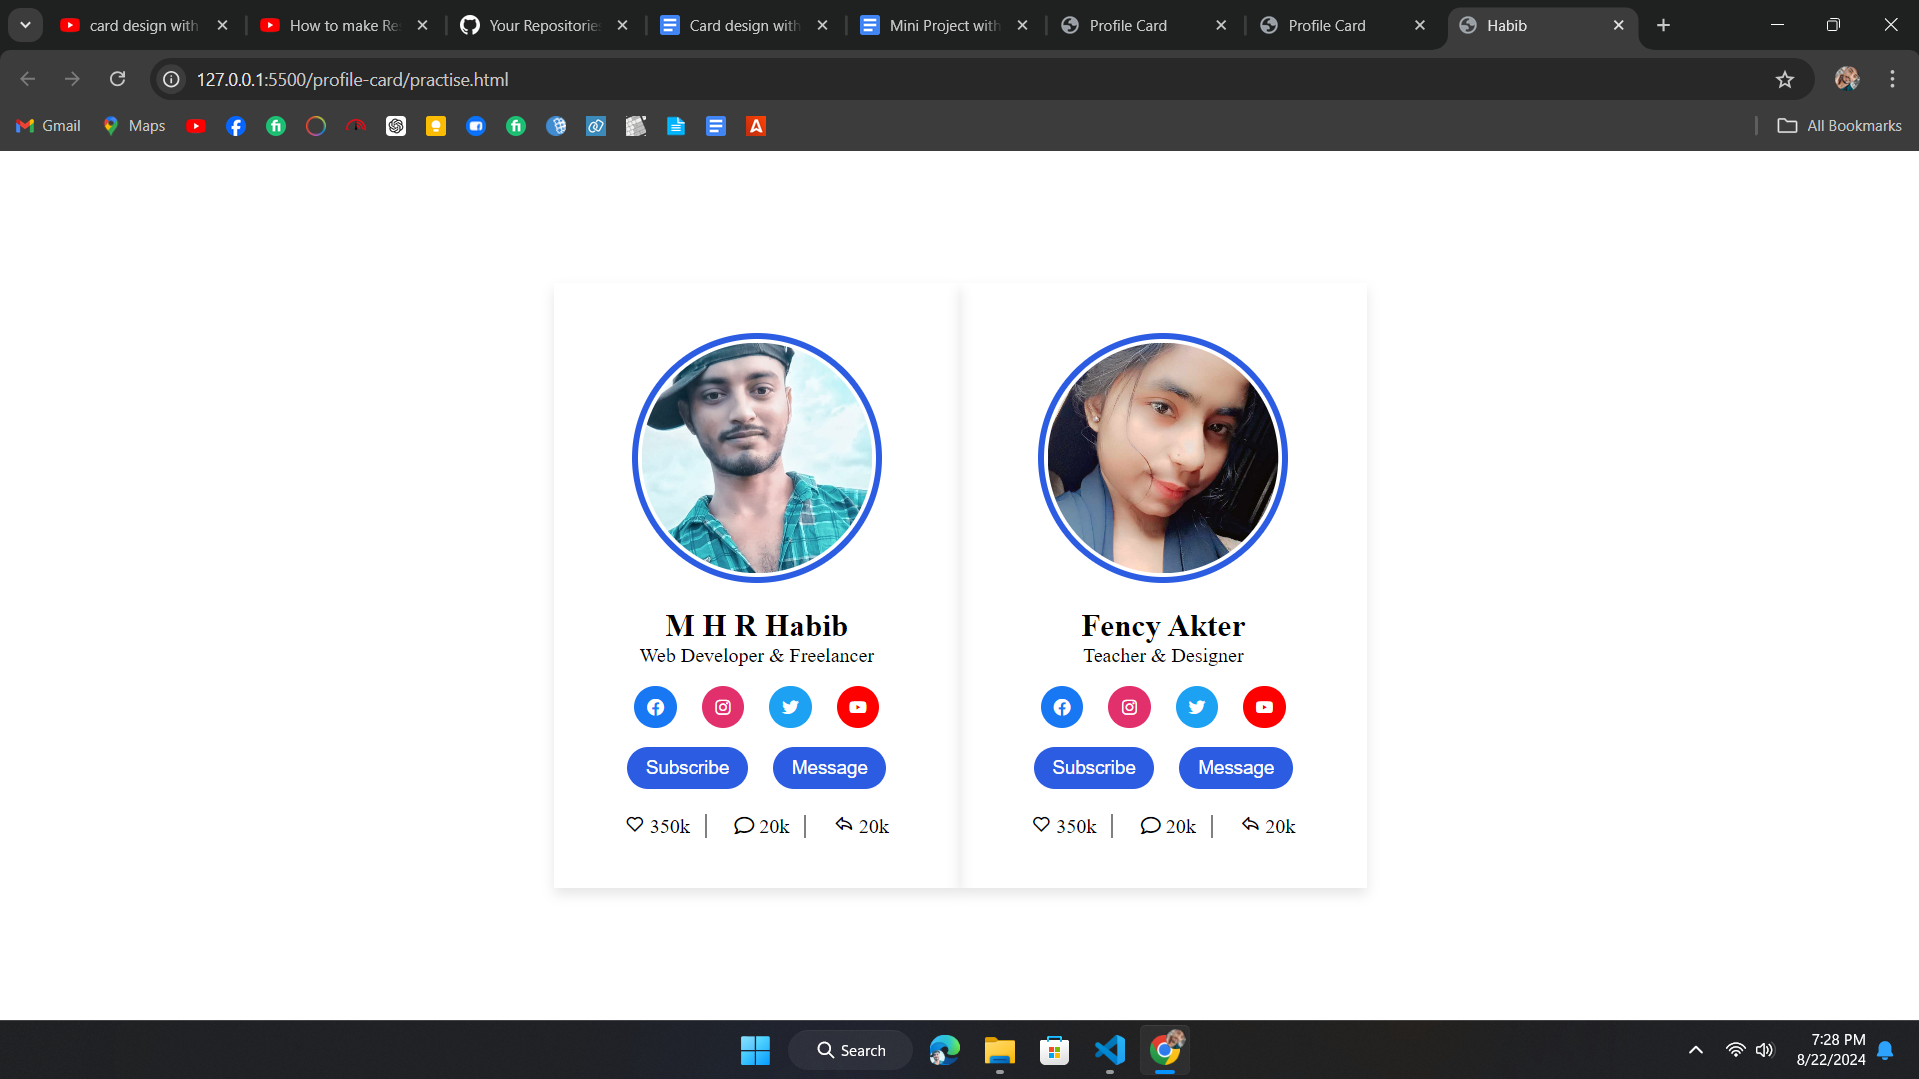 card design with
How to make Re
Your Repositories
Card design with
Mini Project with
Profile Card
Profile Card
Habib
127.0.0.1:5500/profile-card/practise.html
Gmail
Maps
All Bookmarks
M H R Habib
Web Developer & Freelancer
Subscribe
Message
350k
20k
20k
Fency Akter
Teacher & Designer
Subscribe
Message
350k
20k
20k
Search
7:28 PM
8/22/2024